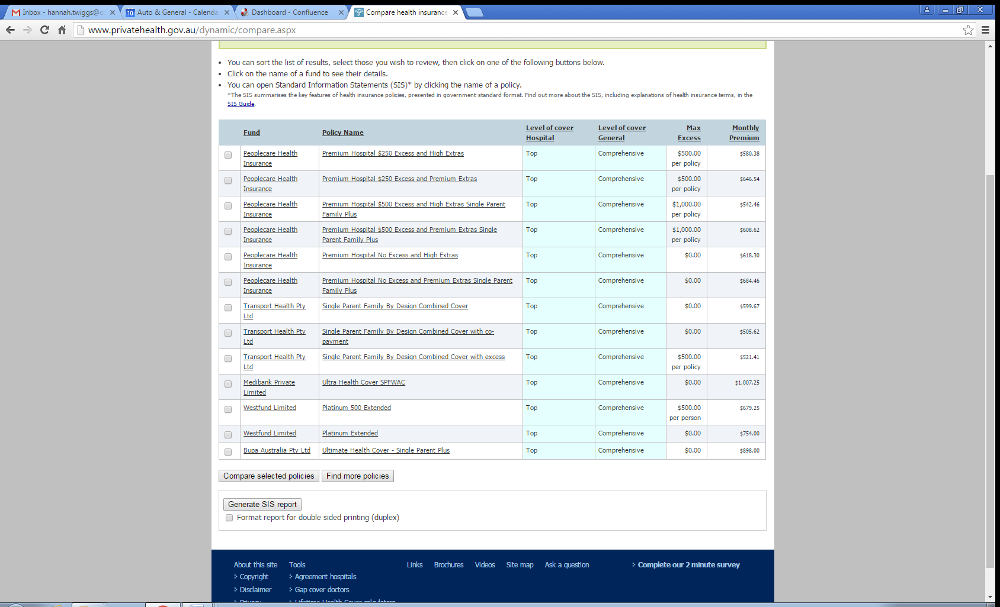 Inbox - hannah.twiggs@c
Auto & General - Calenda
Dashboard - Confluence
Compare health insurance
www.privatehealth.gov.au/dynamic/compare.aspx
You can sort the list of results, select those you wish to review, then click on one of the following buttons below.
Click on the name of a fund to see their details.
You can open Standard Information Statements (SIS)* by clicking the name of a policy.
*The SIS summarises the key features of health insurance policies, presented in government-standard format. Find out more about the SIS, including explanations of health insurance terms, in the
SIS Guide.
Fund Policy Name Level of cover Hospital Level of cover General Max Excess Monthly Premium
Peoplecare Health Insurance Premium Hospital $250 Excess and High Extras Top Comprehensive $500.00 per policy $580.38
Peoplecare Health Insurance Premium Hospital $250 Excess and Premium Extras Top Comprehensive $500.00 per policy $646.54
Peoplecare Health Insurance Premium Hospital $500 Excess and High Extras Single Parent Family Plus Top Comprehensive $1,000.00 per policy $542.46
Peoplecare Health Insurance Premium Hospital $500 Excess and Premium Extras Single Parent Family Plus Top Comprehensive $1,000.00 per policy $608.62
Peoplecare Health Insurance Premium Hospital No Excess and High Extras Top Comprehensive $0.00 $618.30
Peoplecare Health Insurance Premium Hospital No Excess and Premium Extras Single Parent Family Plus Top Comprehensive $0.00 $684.46
Transport Health Pty Ltd Single Parent Family By Design Combined Cover Top Comprehensive $0.00 $599.67
Transport Health Pty Ltd Single Parent Family By Design Combined Cover with co-payment Top Comprehensive $0.00 $505.62
Transport Health Pty Ltd Single Parent Family By Design Combined Cover with excess Top Comprehensive $500.00 per policy $521.41
Medibank Private Limited Ultra Health Cover SPFWAC Top Comprehensive $0.00 $1,007.25
Westfund Limited Platinum 500 Extended Top Comprehensive $500.00 per person $679.25
Westfund Limited Platinum Extended Top Comprehensive $0.00 $754.00
Bupa Australia Pty Ltd Ultimate Health Cover - Single Parent Plus Top Comprehensive $0.00 $898.00
Compare selected policies Find more policies
Generate SIS report
Format report for double sided printing (duplex)
About this site Tools Links Brochures Videos Site map Ask a question Complete our 2 minute survey
Copyright Agreement hospitals
Disclaimer Gap cover doctors
Privacy Lifetime Health Cover calculators